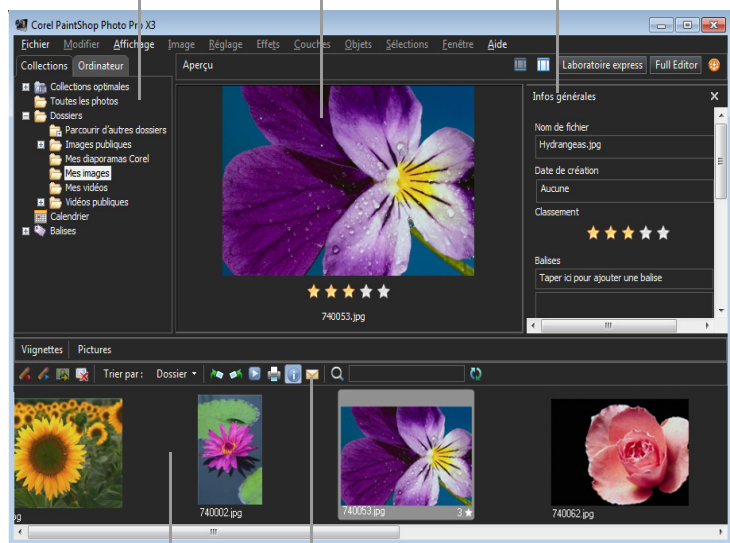 Corel PaintShop Photo Pro X3
Fichier Modifier Affichage Image Réglage Effets Couches Objets Sélections Fenêtre Aide
Collections Ordinateur
Aperçu
Laboratoire express Full Editor
Collections optimales
Toutes les photos
Dossiers
Parcourir d'autres dossiers
Images publiques
Mes diaporamas Corel
Mes images
Mes vidéos
Vidéos publiques
Calendrier
Balises
740053.jpg
Infos générales
Nom de fichier
Hydrangeas.jpg
Date de création
Aucune
Classement
Balises
Taper ici pour ajouter une balise
Viignettes Pictures
Trier par : Dossier
pg
740002.jpg
740053.jpg 3
740062.jpg